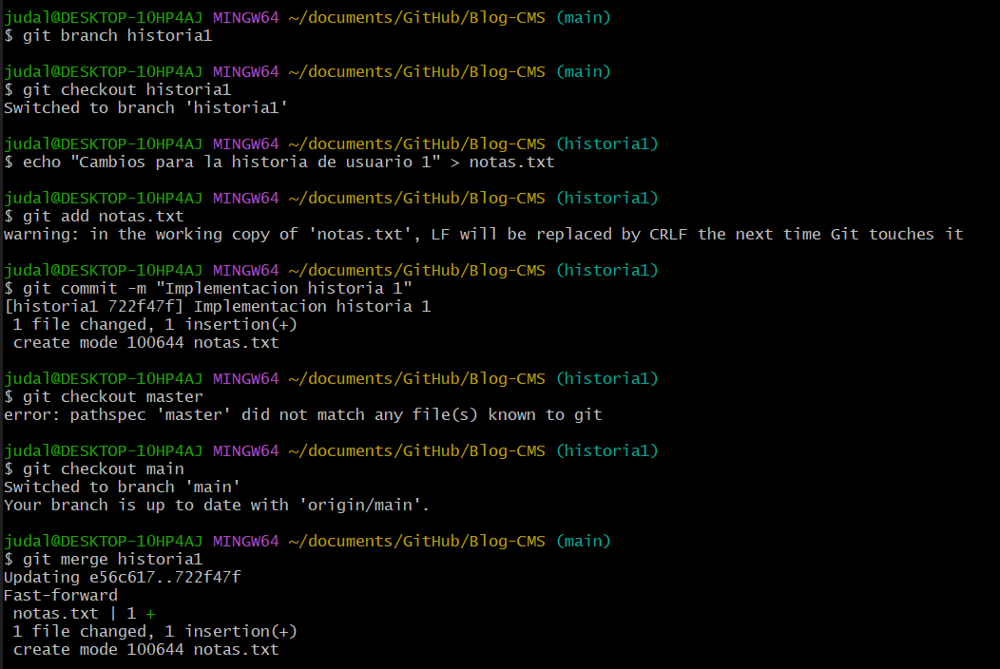 judal@DESKTOP-1OHP4AJ MINGW64 ~/documents/GitHub/Blog-CMS (main)
$ git branch historia1
judal@DESKTOP-1OHP4AJ MINGW64 ~/documents/GitHub/Blog-CMS (main)
$ git checkout historia1
Switched to branch 'historia1'
judal@DESKTOP-1OHP4AJ MINGW64 ~/documents/GitHub/Blog-CMS (historia1)
$ echo "Cambios para la historia de usuario 1" > notas.txt
judal@DESKTOP-1OHP4AJ MINGW64 ~/documents/GitHub/Blog-CMS (historia1)
$ git add notas.txt
warning: in the working copy of 'notas.txt', LF will be replaced by CRLF the next time Git touches it
judal@DESKTOP-1OHP4AJ MINGW64 ~/documents/GitHub/Blog-CMS (historia1)
$ git commit -m "Implementacion historia 1"
[historia1 722f47f] Implementacion historia 1
 1 file changed, 1 insertion(+)
 create mode 100644 notas.txt
judal@DESKTOP-1OHP4AJ MINGW64 ~/documents/GitHub/Blog-CMS (historia1)
$ git checkout master
error: pathspec 'master' did not match any file(s) known to git
judal@DESKTOP-1OHP4AJ MINGW64 ~/documents/GitHub/Blog-CMS (historia1)
$ git checkout main
Switched to branch 'main'
Your branch is up to date with 'origin/main'.
judal@DESKTOP-1OHP4AJ MINGW64 ~/documents/GitHub/Blog-CMS (main)
$ git merge historia1
Updating e56c617..722f47f
Fast-forward
 notas.txt | 1 +
 1 file changed, 1 insertion(+)
 create mode 100644 notas.txt